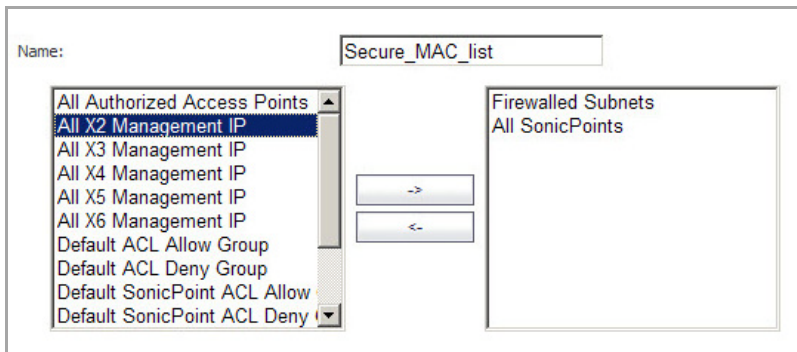 Name:
Secure_MAC_list
All Authorized Access Points
All X2 Management IP
All X3 Management IP
All X4 Management IP
All X5 Management IP
All X6 Management IP
Default ACL Allow Group
Default ACL Deny Group
Default SonicPoint ACL Allow
Default SonicPoint ACL Deny
->
<-
Firewalled Subnets
All SonicPoints